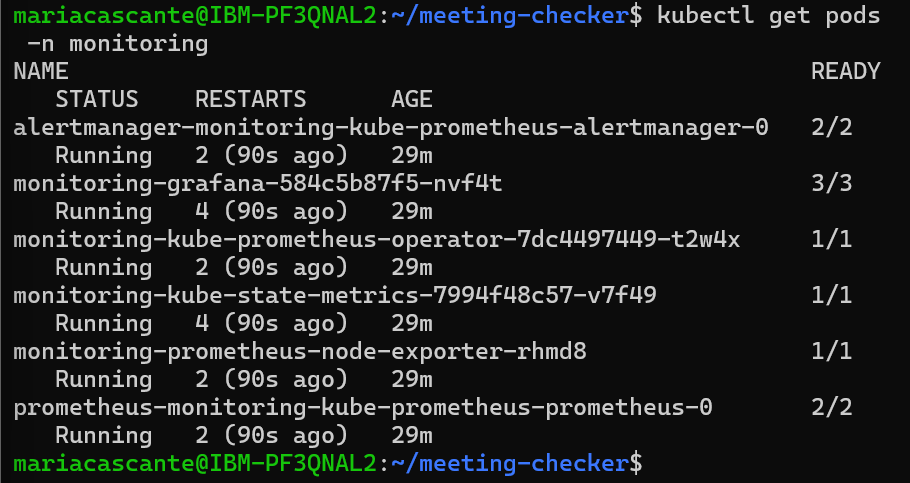 mariacascante@IBM-PF3QNAL2:~/meeting-checker$ kubectl get pods
 -n monitoring
NAME                                                     READY
   STATUS    RESTARTS      AGE
alertmanager-monitoring-kube-prometheus-alertmanager-0   2/2
   Running   2 (90s ago)   29m
monitoring-grafana-584c5b87f5-nvf4t                      3/3
   Running   4 (90s ago)   29m
monitoring-kube-prometheus-operator-7dc4497449-t2w4x     1/1
   Running   2 (90s ago)   29m
monitoring-kube-state-metrics-7994f48c57-v7f49           1/1
   Running   4 (90s ago)   29m
monitoring-prometheus-node-exporter-rhmd8                1/1
   Running   2 (90s ago)   29m
prometheus-monitoring-kube-prometheus-prometheus-0       2/2
   Running   2 (90s ago)   29m
mariacascante@IBM-PF3QNAL2:~/meeting-checker$